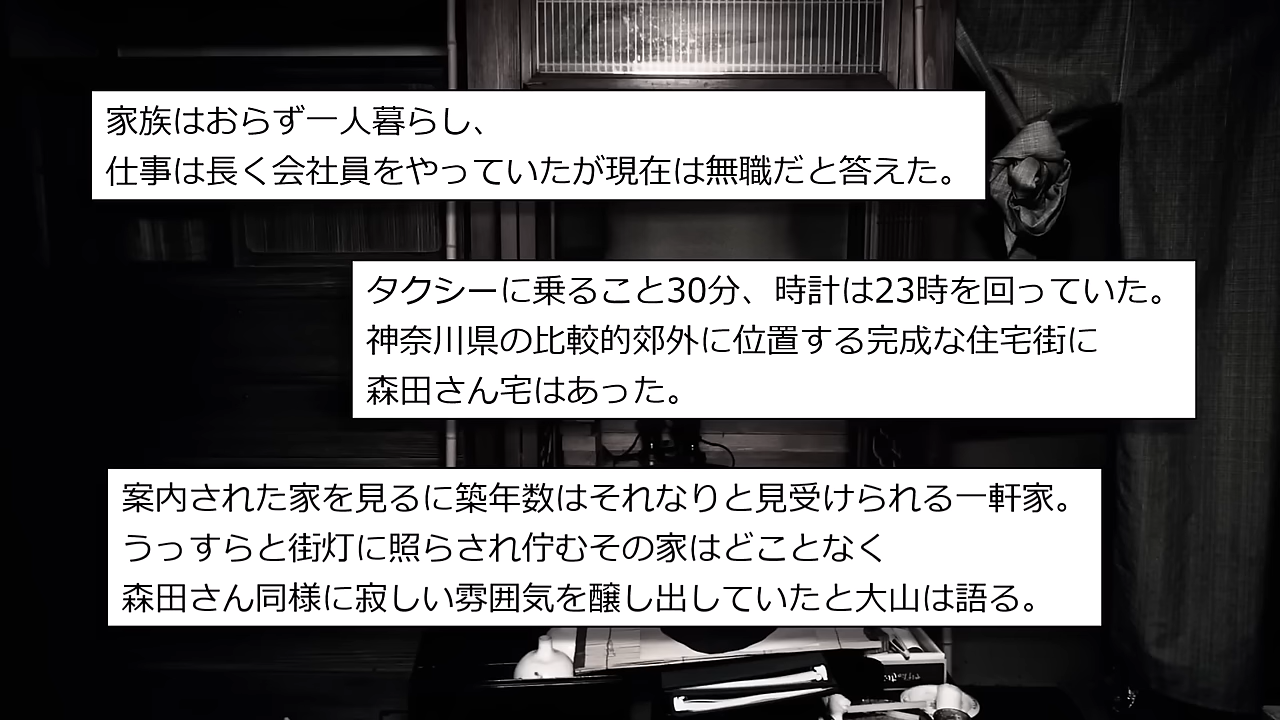 家族はおらず一人暮らし、
仕事は長く会社員をやっていたが現在は無職だと答えた。
タクシーに乗ること30分、時計は23時を回っていた。
神奈川県の比較的郊外に位置する完成な住宅街に
森田さん宅はあった。
案内された家を見るに築年数はそれなりと見受けられる一軒家。
うっすらと街灯に照らされ佇むその家はどことなく
森田さん同様に寂しい雰囲気を醸し出していたと大山は語る。